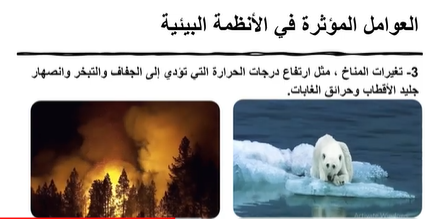 العوامل المؤثرة في الأنظمة البيئية
3- تغيرات المناخ ، مثل ارتفاع درجات الحرارة التي تؤدي إلى الجفاف والتبخر وانصهار
جليد الأقطاب وحرائق الغابات.